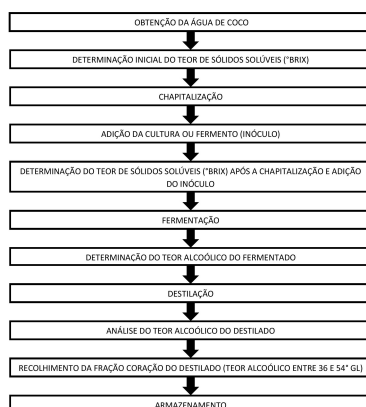 OBTENÇÃO DA ÁGUA DE COCO
DETERMINAÇÃO INICIAL DO TEOR DE SÓLIDOS SOLÚVEIS (°BRIX)
CHAPITALIZAÇÃO
ADIÇÃO DA CULTURA OU FERMENTO (INÓCULO)
DETERMINAÇÃO DO TEOR DE SÓLIDOS SOLÚVEIS (°BRIX) APÓS A CHAPITALIZAÇÃO E ADIÇÃO
DO INÓCULO
FERMENTAÇÃO
DETERMINAÇÃO DO TEOR ALCOÓLICO DO FERMENTADO
DESTILAÇÃO
ANÁLISE DO TEOR ALCOÓLICO DO DESTILADO
RECOLHIMENTO DA FRAÇÃO CORAÇÃO DO DESTILADO (TEOR ALCOÓLICO ENTRE 36 E 54° GL)
ARMAZENAMENTO